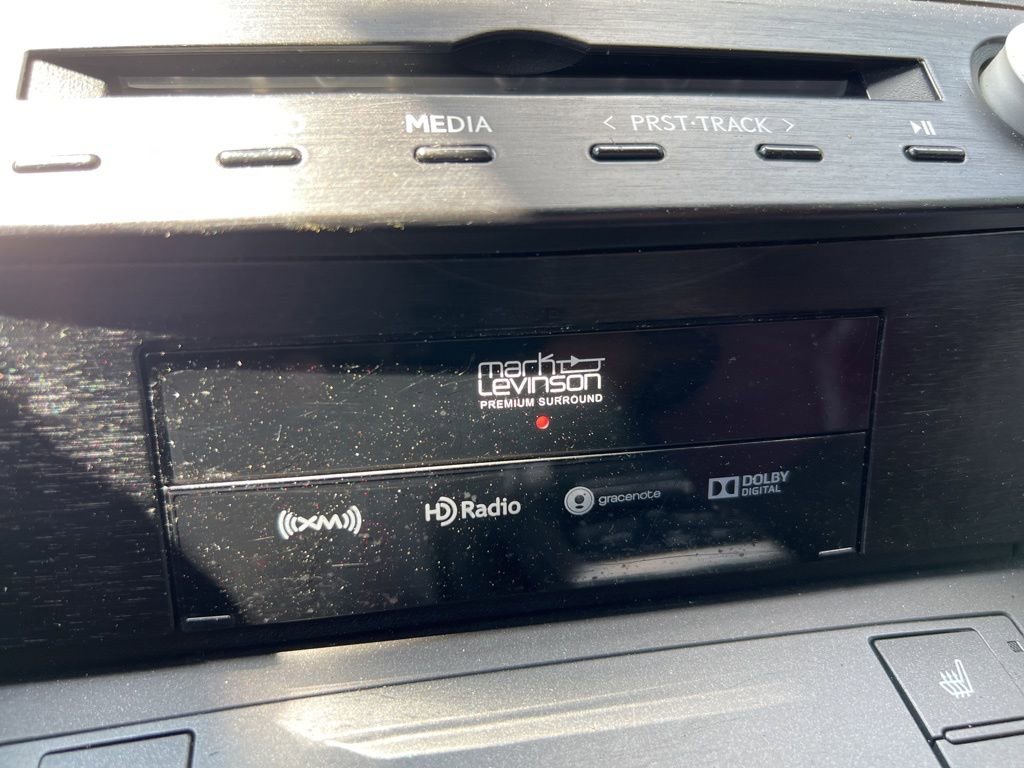 MEDIA
< PRST·TRACK >
mark
Levinson
PREMIUM SURROUND
XM
HD Radio
gracenote
DOLBY
DIGITAL